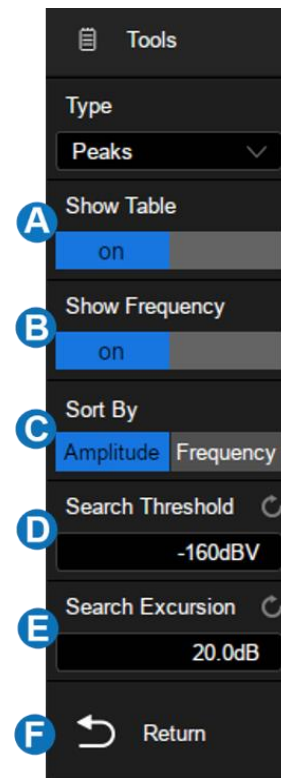 Tools
Type
Peaks
A
Show Table
on
B
Show Frequency
on
C
Sort By
Amplitude Frequency
D
Search Threshold
-160dBV
E
Search Excursion
20.0dB
F
Return